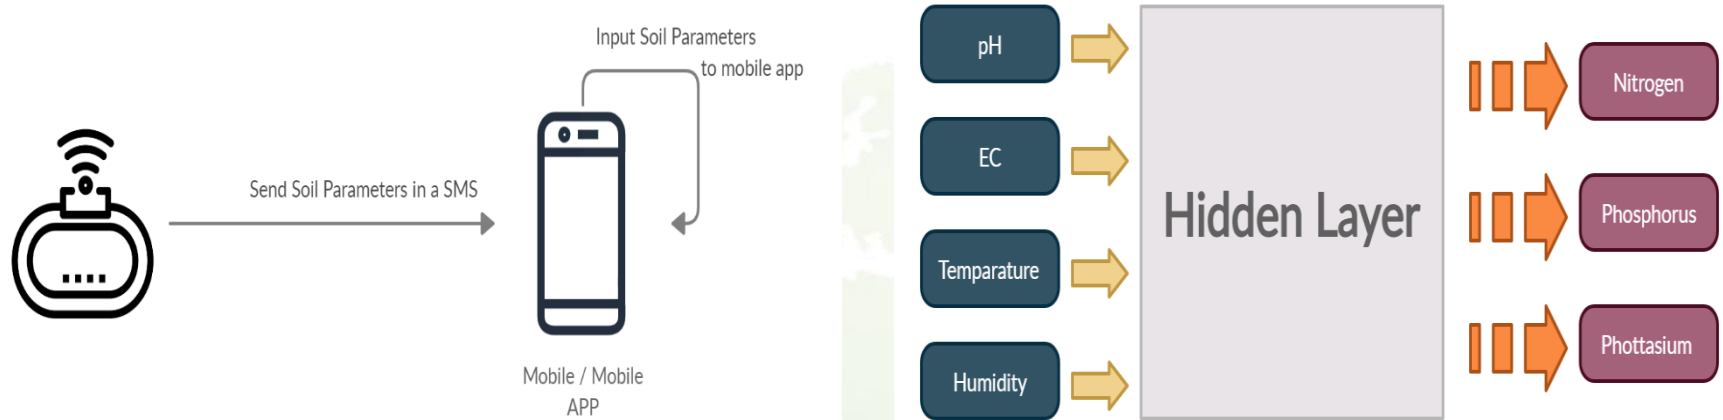 Input Soil Parameters
to mobile app
Send Soil Parameters in a SMS
Mobile / Mobile
APP
pH
EC
Temparature
Humidity
Hidden Layer
Nitrogen
Phosphorus
Phottasium